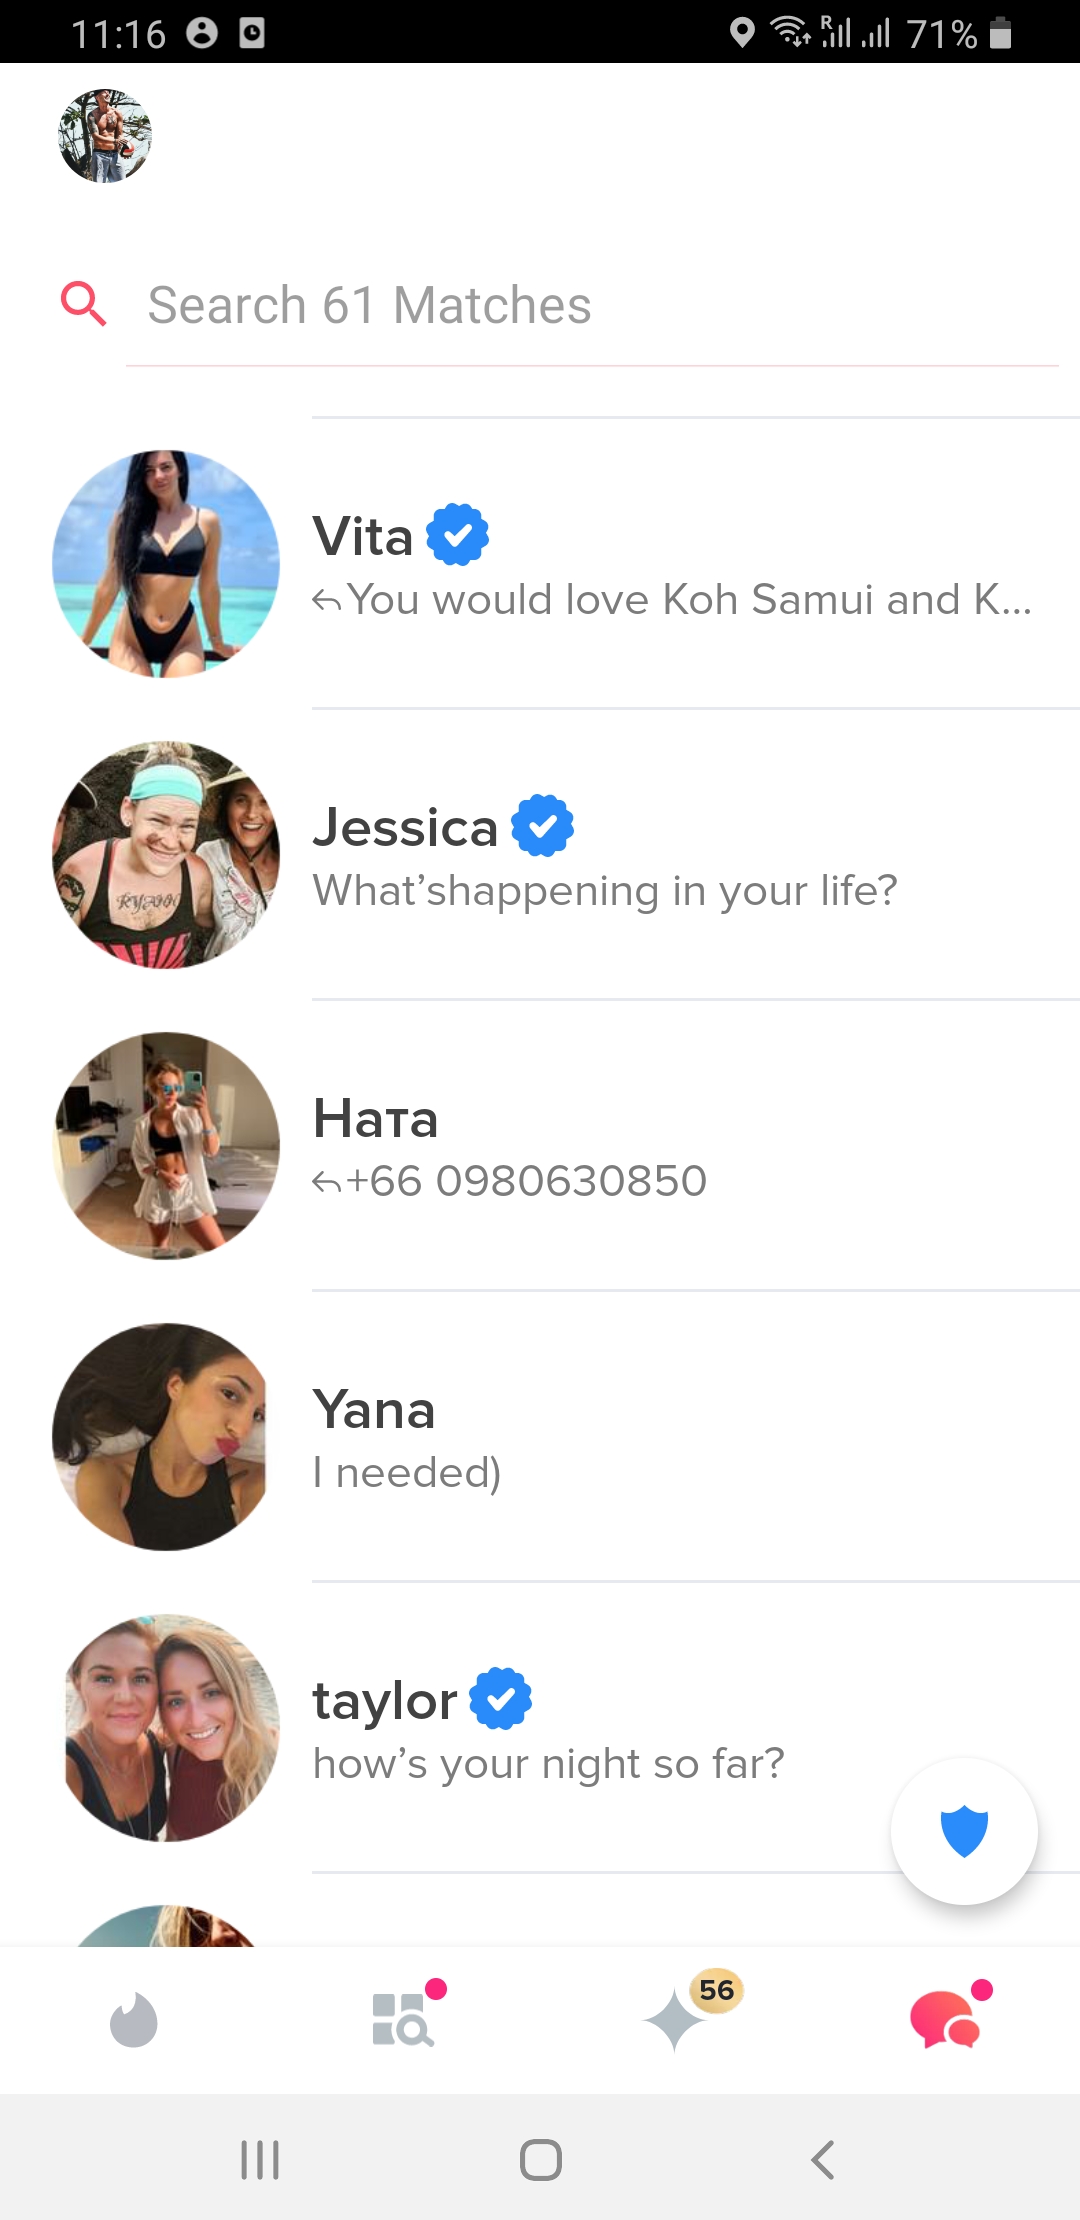 11:16 R 71%
Search 61 Matches
Vita
You would love Koh Samui and K...
Jessica
What'shappening in your life?
Ната
+66 0980630850
Yana
I needed)
taylor
how's your night so far?
56